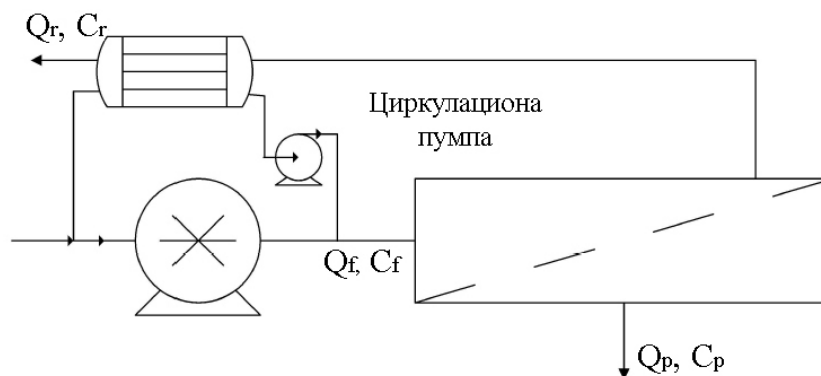 Qr, Cr
Циркулациона
пумпа
Qf, Cf
Qp, Cp